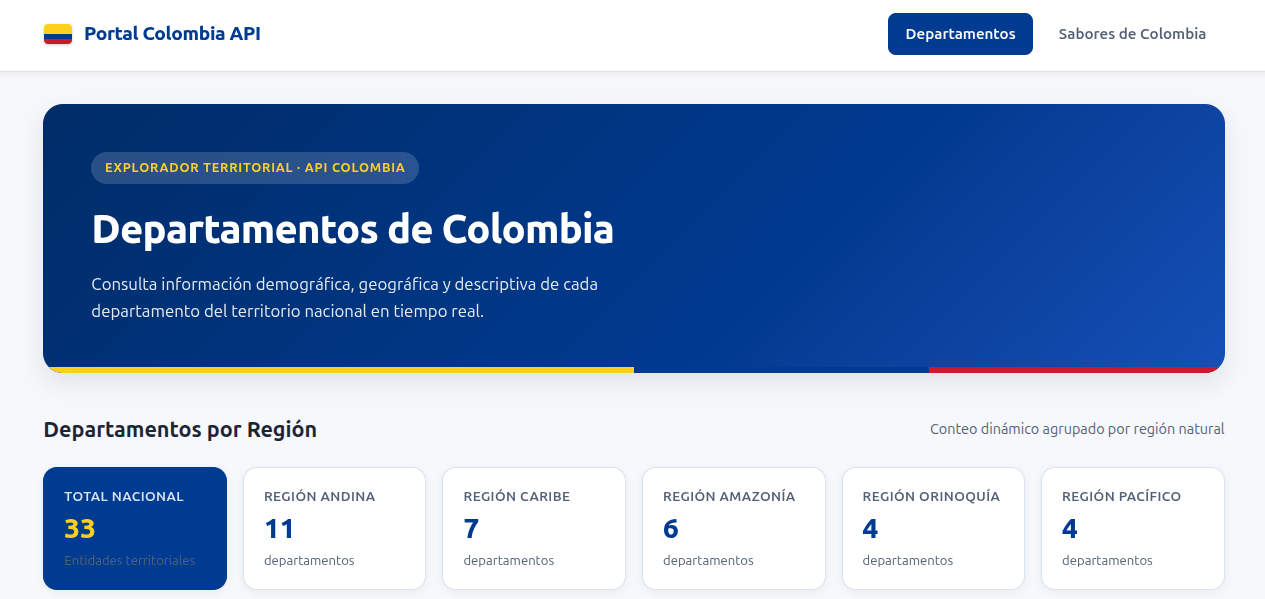 Portal Colombia API
Departamentos
Sabores de Colombia
EXPLORADOR TERRITORIAL · API COLOMBIA
Departamentos de Colombia
Consulta información demográfica, geográfica y descriptiva de cada
departamento del territorio nacional en tiempo real.
Departamentos por Región
Conteo dinámico agrupado por región natural
TOTAL NACIONAL
33
Entidades territoriales
REGIÓN ANDINA
11
departamentos
REGIÓN CARIBE
7
departamentos
REGIÓN AMAZONÍA
6
departamentos
REGIÓN ORINOQUÍA
4
departamentos
REGIÓN PACÍFICO
4
departamentos